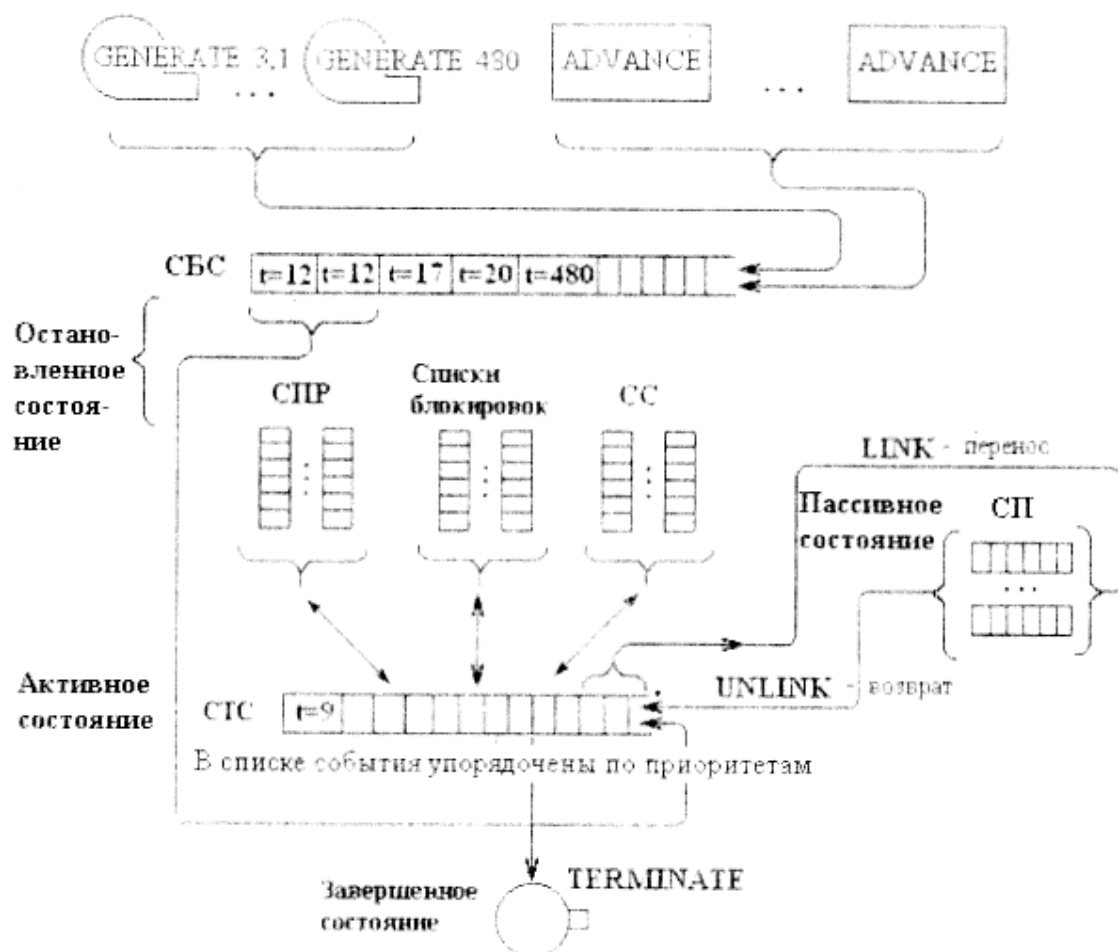 GENERATE 3,1
GENERATE 480
ADVANCE
ADVANCE
СБС
t=12 t=12 t=17 t=20 t=480
Остано-
вленное
состоя-
ние
СПР
Списки
блокировок
СС
LINK - перенос
Пассивное
состояние
СП
Активное
состояние
СТС
t=9
UNLINK - возврат
В списке события упорядочены по приоритетам
TERMINATE
Завершенное
состояние